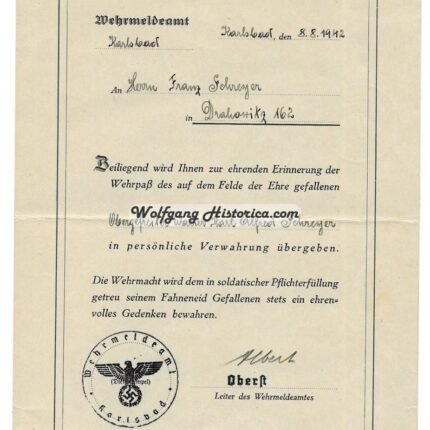 Wehrmeldeamt
Karlsbad
Karlsbad, den 8.8.1942
An Herrn Franz Schreyer
in Drahowitz 162
Beiliegend wird Ihnen zur ehrenden Erinnerung der
Wehrpaß des auf dem Felde der Ehre gefallenen
Wolfgang Historica.com
Alfred Schreyer
in persönliche Verwahrung übergeben.
Die Wehrmacht wird dem in soldatischer Pflichterfüllung
getreu seinem Fahneneid Gefallenen stets ein ehren-
volles Gedenken bewahren.
Wehrmeldeamt
Karlsbad
Albert
Oberst
Leiter des Wehrmeldeamtes